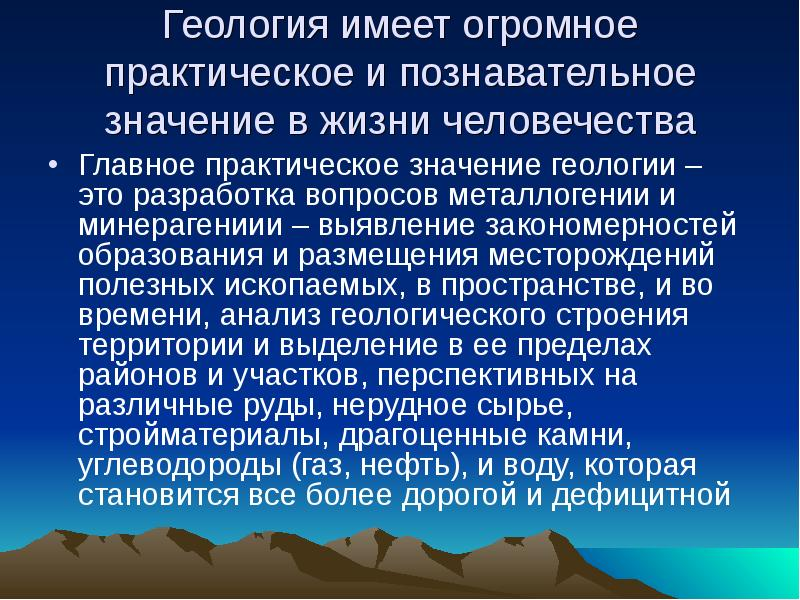 Геология имеет огромное
практическое и познавательное
значение в жизни человечества
• Главное практическое значение геологии –
это разработка вопросов металлогении и
минерагениии – выявление закономерностей
образования и размещения месторождений
полезных ископаемых, в пространстве, и во
времени, анализ геологического строения
территории и выделение в ее пределах
районов и участков, перспективных на
различные руды, нерудное сырье,
стройматериалы, драгоценные камни,
углеводороды (газ, нефть), и воду, которая
становится все более дорогой и дефицитной